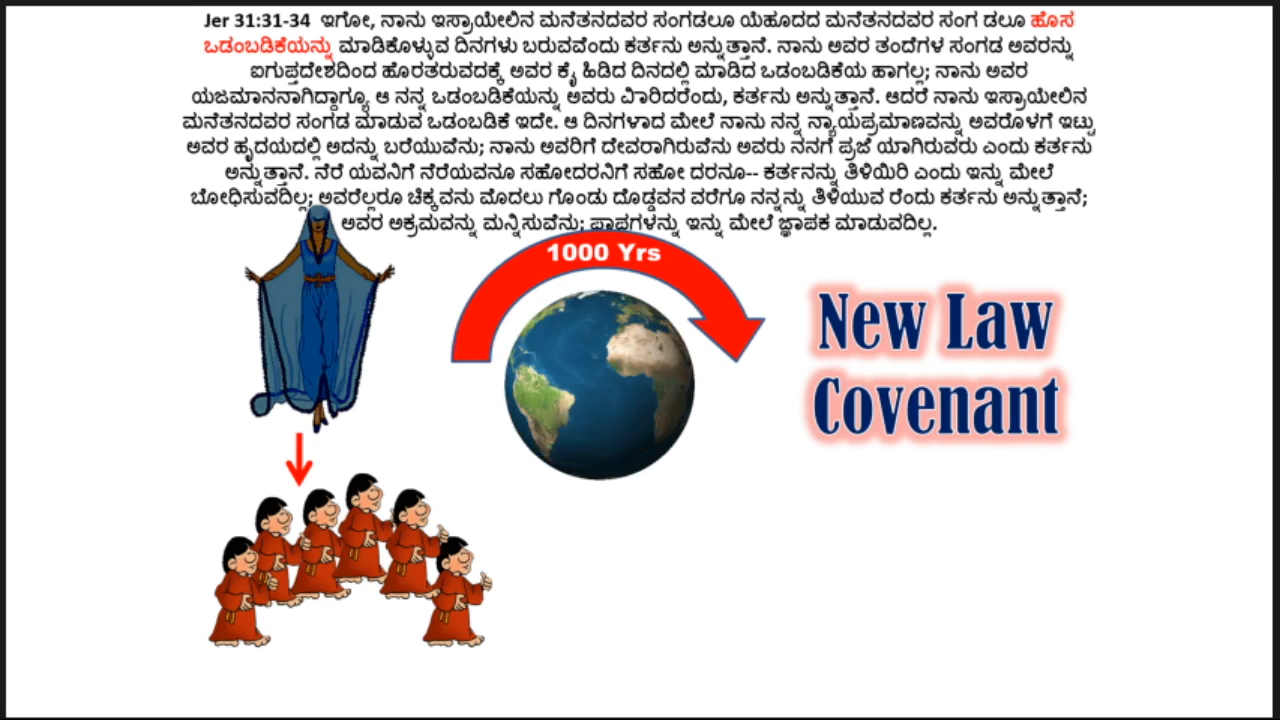 Jer 31:31-34 ಇಗೋ, ನಾನು ಇಸ್ರಾಯೇಲಿನ ಮನೆತನದವರ ಸಂಗಡಲೂ ಯೆಹೂದದ ಮನೆತನದವರ ಸಂಗ ಡಲೂ ಹೊಸ
ಒಡಂಬಡಿಕೆಯನ್ನು ಮಾಡಿಕೊಳ್ಳುವ ದಿನಗಳು ಬರುವವೆಂದು ಕರ್ತನು ಅನ್ನುತ್ತಾನೆ. ನಾನು ಅವರ ತಂದೆಗಳ ಸಂಗಡ ಅವರನ್ನು
ಐಗುಪ್ತದೇಶದಿಂದ ಹೊರತರುವದಕ್ಕೆ ಅವರ ಕೈ ಹಿಡಿದ ದಿನದಲ್ಲಿ ಮಾಡಿದ ಒಡಂಬಡಿಕೆಯ ಹಾಗಲ್ಲ; ನಾನು ಅವರ
ಯಜಮಾನನಾಗಿದ್ದಾಗ್ಯೂ ಆ ನನ್ನ ಒಡಂಬಡಿಕೆಯನ್ನು ಅವರು ವಿಾರಿದರೆಂದು, ಕರ್ತನು ಅನ್ನುತ್ತಾನೆ. ಆದರೆ ನಾನು ಇಸ್ರಾಯೇಲಿನ
ಮನೆತನದವರ ಸಂಗಡ ಮಾಡುವ ಒಡಂಬಡಿಕೆ ಇದೇ. ಆ ದಿನಗಳಾದ ಮೇಲೆ ನಾನು ನನ್ನ ನ್ಯಾಯಪ್ರಮಾಣವನ್ನು ಅವರೊಳಗೆ ಇಟ್ಟು
ಅವರ ಹೃದಯದಲ್ಲಿ ಅದನ್ನು ಬರೆಯುವೆನು; ನಾನು ಅವರಿಗೆ ದೇವರಾಗಿರುವೆನು ಅವರು ನನಗೆ ಪ್ರಜೆ ಯಾಗಿರುವರು ಎಂದು ಕರ್ತನು
ಅನ್ನುತ್ತಾನೆ. ನೆರೆ ಯವನಿಗೆ ನೆರೆಯವನೂ ಸಹೋದರನಿಗೆ ಸಹೋ ದರನೂ-- ಕರ್ತನನ್ನು ತಿಳಿಯಿರಿ ಎಂದು ಇನ್ನು ಮೇಲೆ
ಬೋಧಿಸುವದಿಲ್ಲ; ಅವರೆಲ್ಲರೂ ಚಿಕ್ಕವನು ಮೊದಲು ಗೊಂಡು ದೊಡ್ಡವನ ವರೆಗೂ ನನ್ನನ್ನು ತಿಳಿಯುವ ರೆಂದು ಕರ್ತನು ಅನ್ನುತ್ತಾನೆ;
ಅವರ ಅಕ್ರಮವನ್ನು ಮನ್ನಿಸುವೆನು; ಪಾಪಗಳನ್ನು ಇನ್ನು ಮೇಲೆ ಜ್ಞಾಪಕ ಮಾಡುವದಿಲ್ಲ.
1000 Yrs
New Law
Covenant